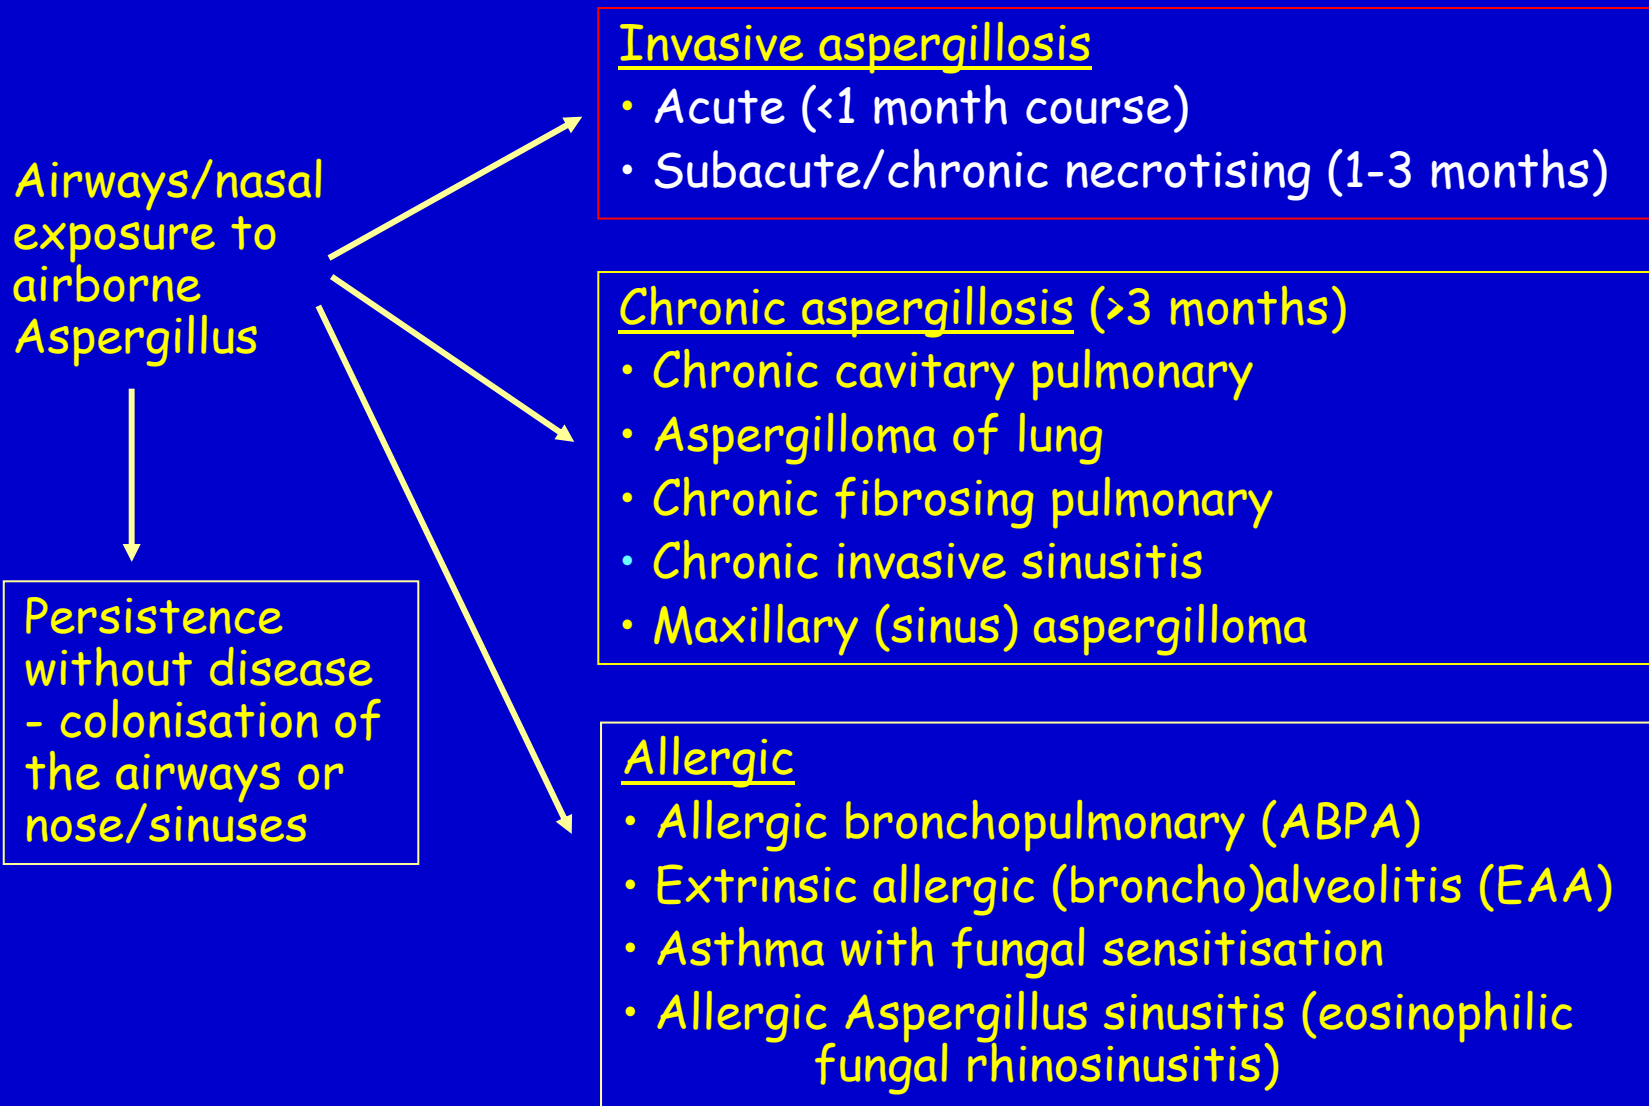 Airways/nasal
exposure to
airborne
Aspergillus
Persistence
without disease
- colonisation of
the airways or
nose/sinuses
Invasive aspergillosis
• Acute (<1 month course)
• Subacute/chronic necrotising (1-3 months)
Chronic aspergillosis (>3 months)
• Chronic cavitary pulmonary
• Aspergilloma of lung
• Chronic fibrosing pulmonary
• Chronic invasive sinusitis
• Maxillary (sinus) aspergilloma
Allergic
• Allergic bronchopulmonary (ABPA)
• Extrinsic allergic (broncho)alveolitis (EAA)
• Asthma with fungal sensitisation
• Allergic Aspergillus sinusitis (eosinophilic
fungal rhinosinusitis)